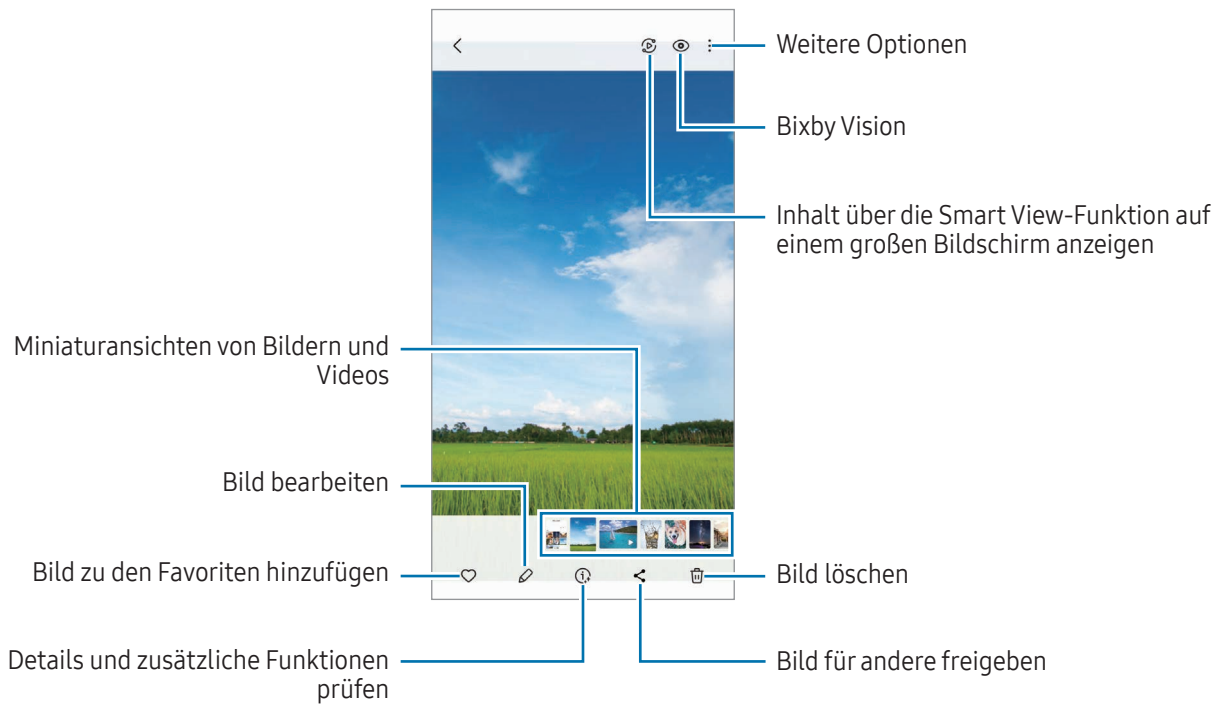 Weitere Optionen
Bixby Vision
Inhalt über die Smart View-Funktion auf
einem großen Bildschirm anzeigen
Miniaturansichten von Bildern und
Videos
Bild bearbeiten
Bild zu den Favoriten hinzufügen
Bild löschen
Details und zusätzliche Funktionen
prüfen
Bild für andere freigeben